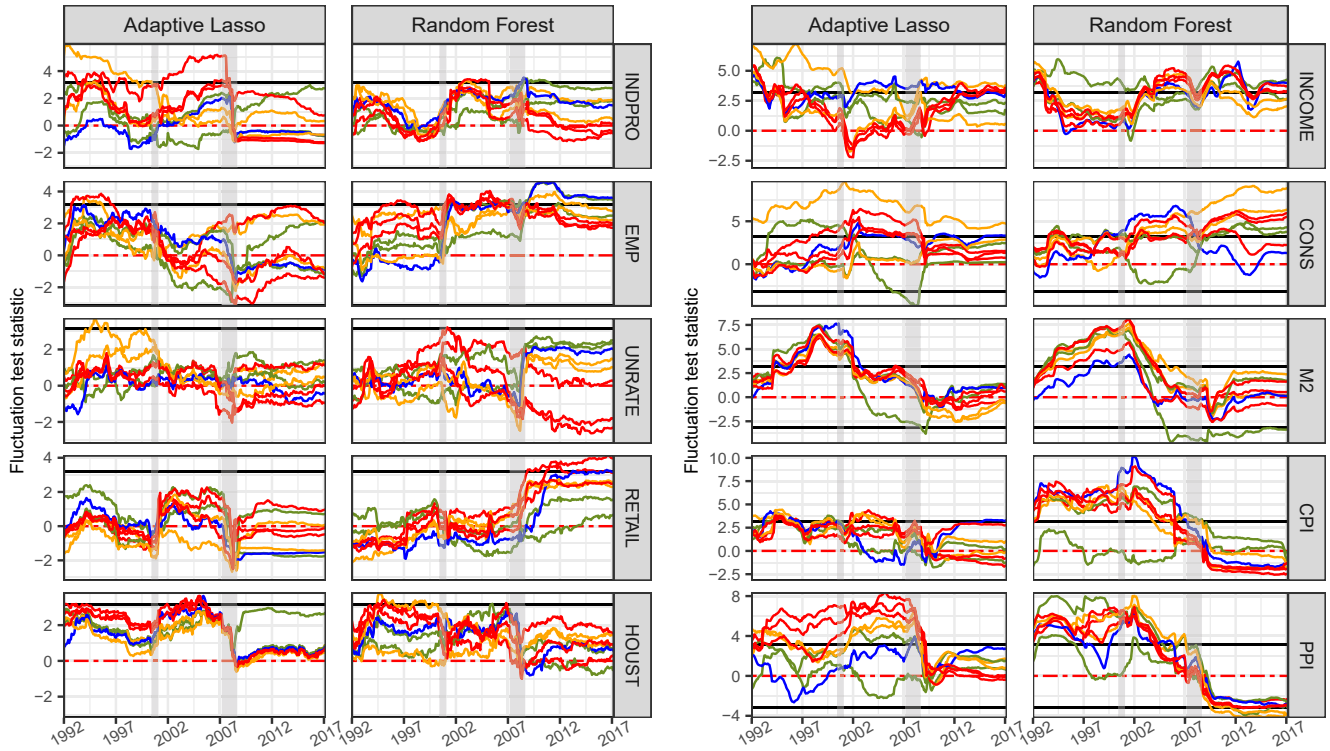 Adaptive Lasso
Random Forest
Adaptive Lasso
Random Forest
Fluctuation test statistic
4
2
0
−2
INDPRO
4
2
0
−2
EMP
2
0
−2
UNRATE
4
2
0
−2
RETAIL
2
0
−2
HOUST
1992 1997 2002 2007 2012 2017 1992 1997 2002 2007 2012 2017
Fluctuation test statistic
5.0
2.5
0.0
−2.5
INCOME
5
0
CONS
7.5
5.0
2.5
0.0
−2.5
M2
10.0
7.5
5.0
2.5
0.0
−2.5
CPI
8
4
0
−4
PPI
1992 1997 2002 2007 2012 2017 1992 1997 2002 2007 2012 2017